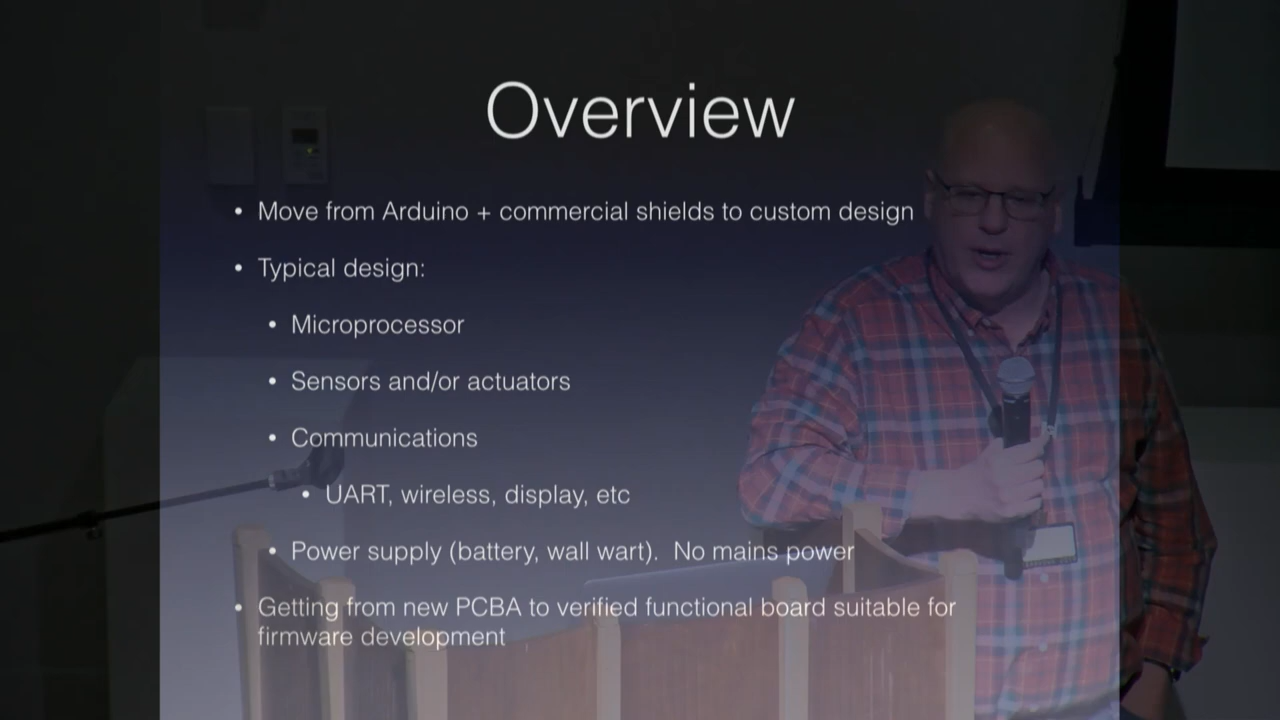 Overview
• Move from Arduino + commercial shields to custom design
• Typical design:
• Microprocessor
• Sensors and/or actuators
• Communications
• UART, wireless, display, etc
• Power supply (battery, wall wart).  No mains power
• Getting from new PCBA to verified functional board suitable for
firmware development